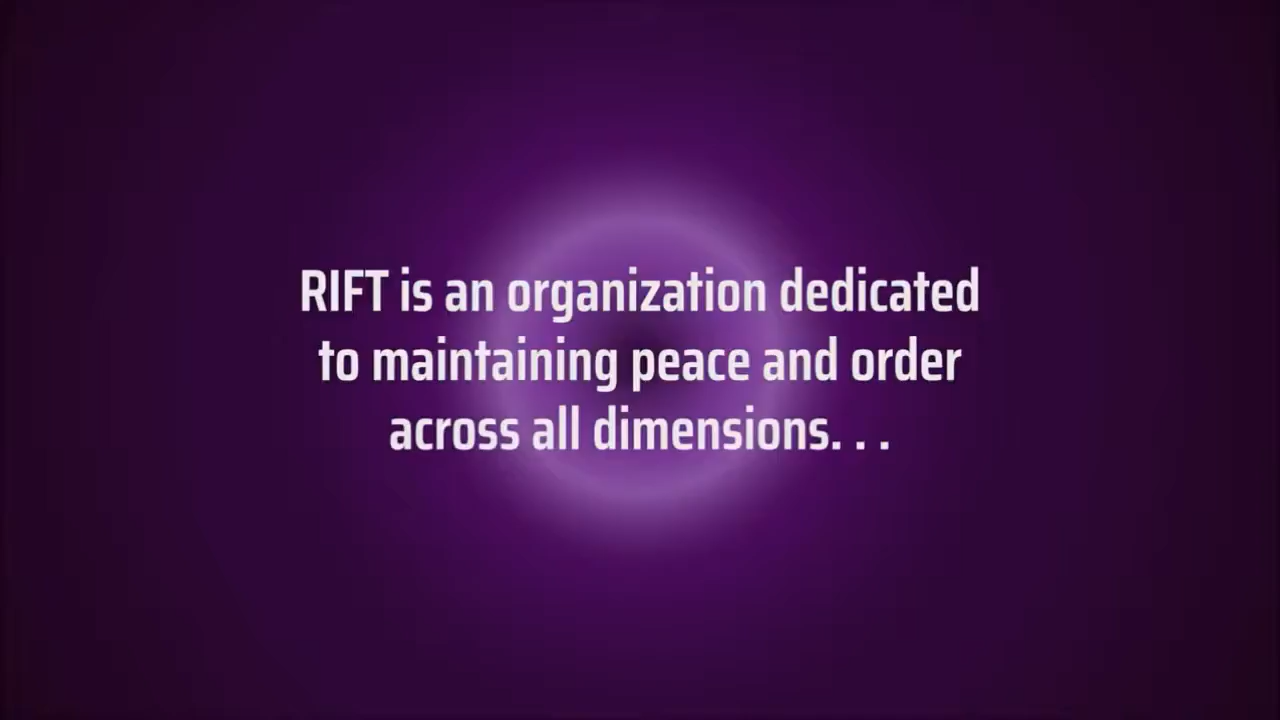 RIFT is an organization dedicated
to maintaining peace and order
across all dimensions. . .